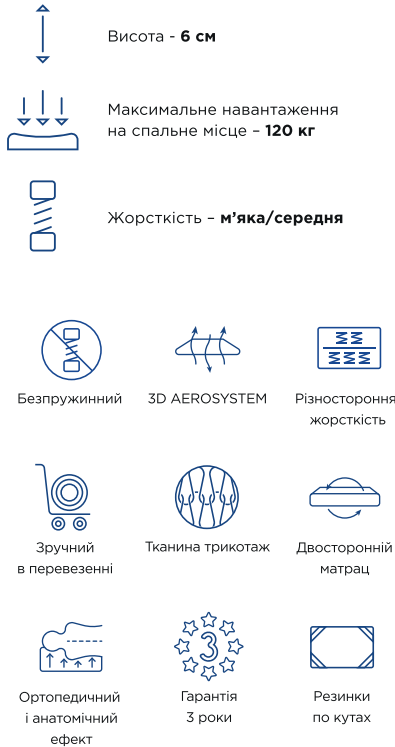 Висота - 6 см
Максимальне навантаження
на спальне місце – 120 кг
Жорсткість – м’яка/середня
Безпружинний
3D AEROSYSTEM
Різностороння
жорсткість
Зручний
в перевезенні
Тканина трикотаж
Двосторонній
матрац
3
Ортопедичний
і анатомічний
ефект
Гарантія
3 роки
Резинки
по кутах